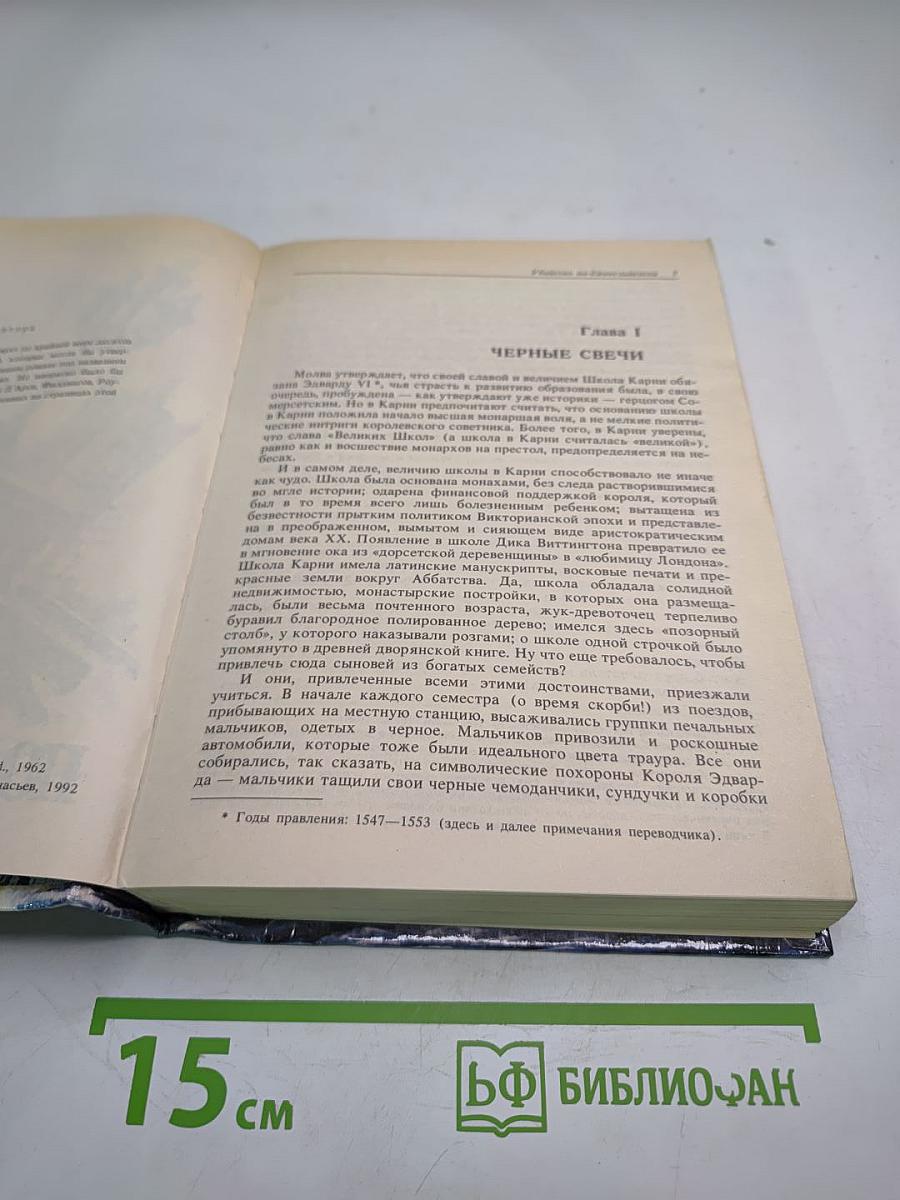 d., 1962
насьев, 1992
7
Глава I
ЧЕРНЫЕ СВЕЧИ
Молва утверждает, что своей славой и величием Школа Карни обя-
зана Эдварду VI *, чья страсть к развитию образования была, в свою
очередь, пробуждена — как утверждают уже историки — герцогом Со-
мерсетским. Но в Карни предпочитают считать, что основанию школы
в Карни положила начало высшая монаршая воля, а не мелкие полити-
ческие интриги королевского советника. Более того, в Карни уверены,
что слава «Великих Школ» (а школа в Карни считалась «великой»),
равно как и восшествие монархов на престол, предопределяется на не-
бесах.
И в самом деле, величию школы в Карни способствовало не иначе
как чудо. Школа была основана монахами, без следа растворившимися
во мгле истории; одарена финансовой поддержкой короля, который
был в то время всего лишь болезненным ребенком; вытащена из
безвестности прытким политиком Викторианской эпохи и представле-
на в преображенном, вымытом и сияющем виде аристократическим
домам века XX. Появление в школе Дика Виттингтона превратило ее
в мгновение ока из «дорсетской деревенщины» в «любимицу Лондона».
Школа Карни имела латинские манускрипты, восковые печати и пре-
красные земли вокруг Аббатства. Да, школа обладала солидной
недвижимостью, монастырские постройки, в которых она размеща-
лась, были весьма почтенного возраста, жук-древоточец терпеливо
буравил благородное полированное дерево; имелся здесь «позорный
столб», у которого наказывали розгами; о школе одной строчкой было
упомянуто в древней дворянской книге. Ну что еще требовалось, чтобы
привлечь сюда сыновей из богатых семейств?
И они, привлеченные всеми этими достоинствами, приезжали
учиться. В начале каждого семестра (о время скорби!) из поездов,
прибывающих на местную станцию, высаживались группки печальных
мальчиков, одетых в черное. Мальчиков привозили и роскошные
автомобили, которые тоже были идеального цвета траура. Все они
собирались, так сказать, на символические похороны Короля Эдвар-
да — мальчики тащили свои черные чемоданчики, сундучки и коробки
* Годы правления: 1547—1553 (здесь и далее примечания переводчика).
15 см
БФ БИБЛИОФАН